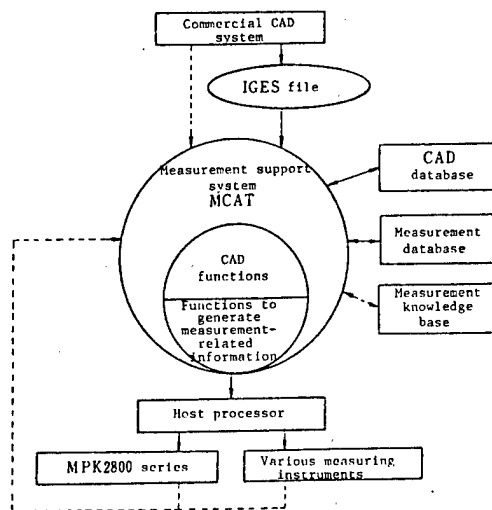 Commercial CAD
system
IGES file
Measurement support
system
MCAT
CAD
database
Measurement
database
CAD
functions
Measurement
knowledge
base
Functions to
generate
measurement-
related
information
Host processor
MPK2800 series
Various measuring
instruments